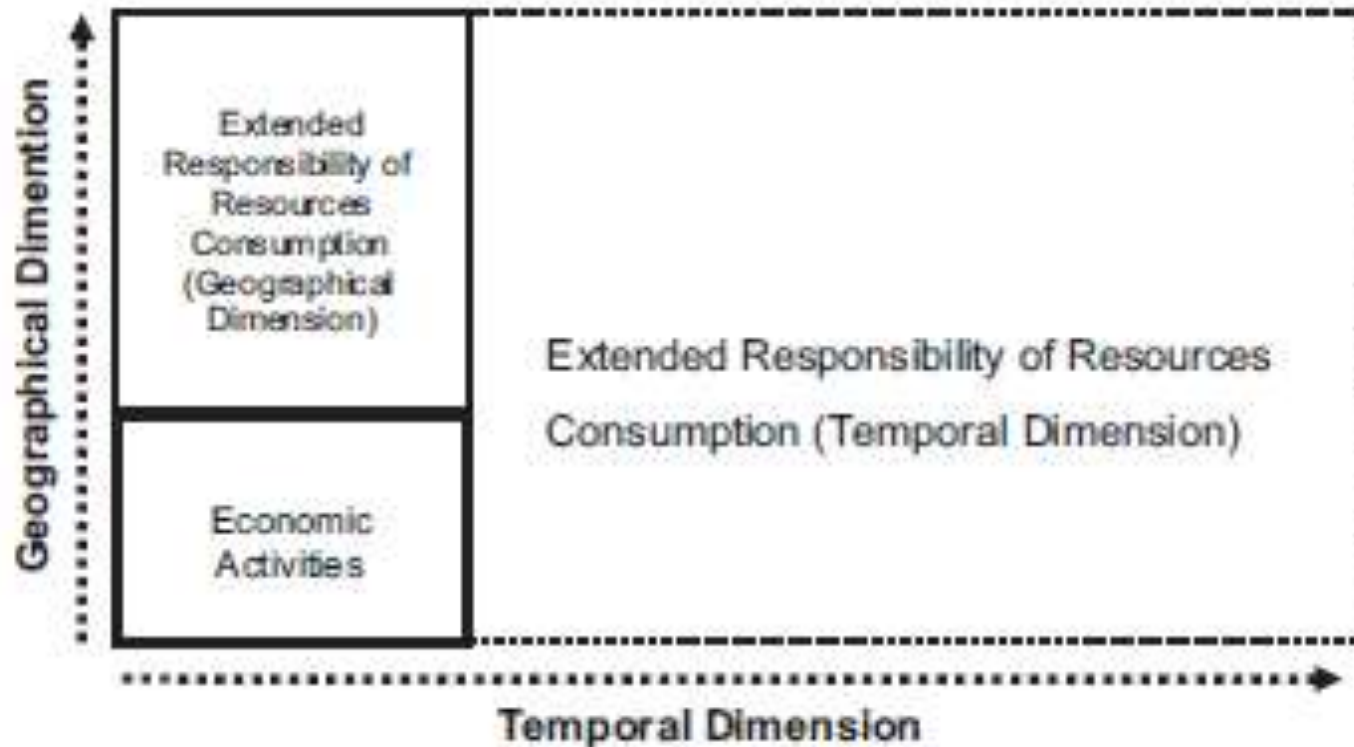 Geographical Dimention
Extended
Responsibility of
Resources
Consumption
(Geographical
Dimension)
Economic
Activities
Extended Responsibility of Resources
Consumption (Temporal Dimension)
Temporal Dimension